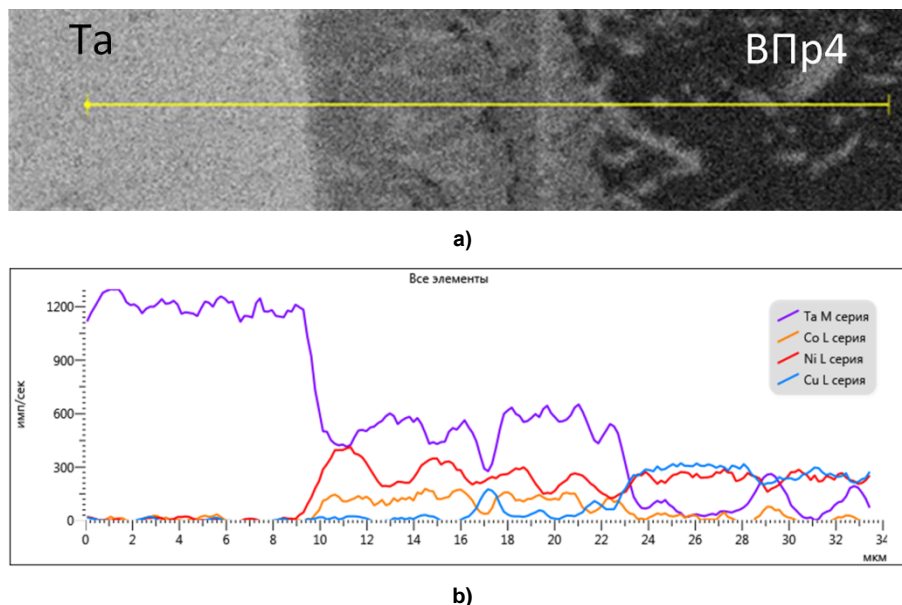 Ta
ВПр4
a)
Все элементы
1200
900
600
300
0
имп/сек
Ta M серия
Co L серия
Ni L серия
Cu L серия
0 2 4 6 8 10 12 14 16 18 20 22 24 26 28 30 32 34
мкм
b)